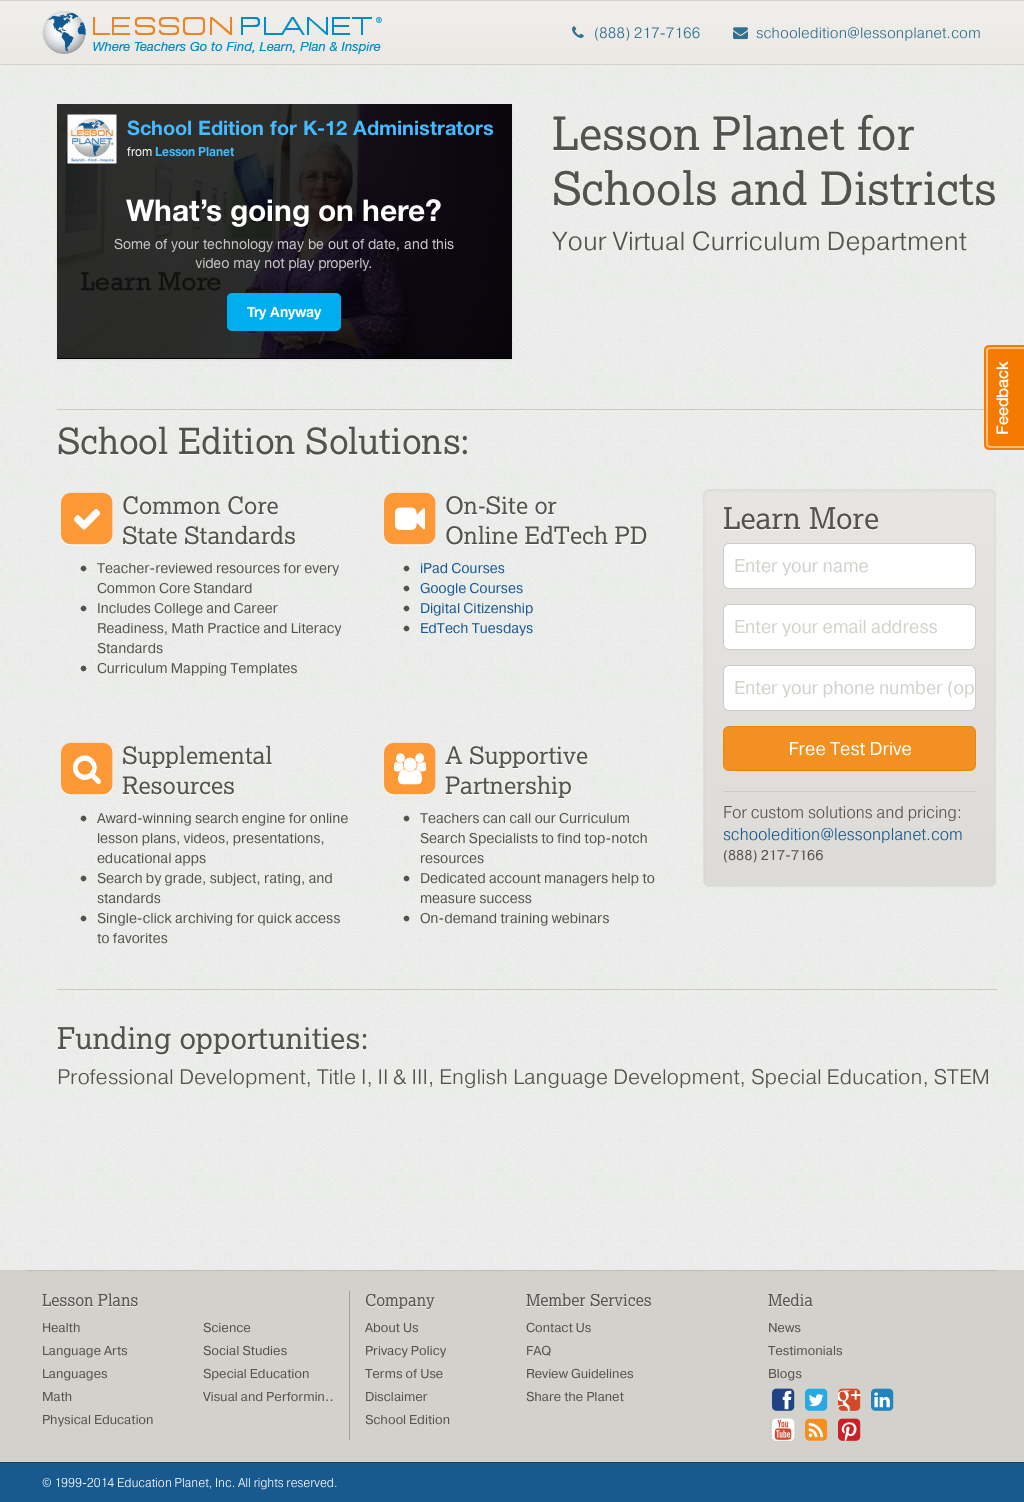 LESSON PLANET®
Where Teachers Go to Find, Learn, Plan & Inspire
(888) 217-7166
schooledition@lessonplanet.com
LESSON
PLANET
Search - Find - Inspire
School Edition for K-12 Administrators
from Lesson Planet
What's going on here?
Some of your technology may be out of date, and this
video may not play properly.
Learn More
Try Anyway
Lesson Planet for
Schools and Districts
Your Virtual Curriculum Department
Feedback
School Edition Solutions:
Common Core
State Standards
Teacher-reviewed resources for every
Common Core Standard
Includes College and Career
Readiness, Math Practice and Literacy
Standards
Curriculum Mapping Templates
On-Site or
Online EdTech PD
iPad Courses
Google Courses
Digital Citizenship
EdTech Tuesdays
Supplemental
Resources
Award-winning search engine for online
lesson plans, videos, presentations,
educational apps
Search by grade, subject, rating, and
standards
Single-click archiving for quick access
to favorites
A Supportive
Partnership
Teachers can call our Curriculum
Search Specialists to find top-notch
resources
Dedicated account managers help to
measure success
On-demand training webinars
Learn More
Enter your name
Enter your email address
Enter your phone number (op
Free Test Drive
For custom solutions and pricing:
schooledition@lessonplanet.com
(888) 217-7166
Funding opportunities:
Professional Development, Title I, II & III, English Language Development, Special Education, STEM
Lesson Plans
Health
Language Arts
Languages
Math
Physical Education
Science
Social Studies
Special Education
Visual and Performin..
Company
About Us
Privacy Policy
Terms of Use
Disclaimer
School Edition
Member Services
Contact Us
FAQ
Review Guidelines
Share the Planet
Media
News
Testimonials
Blogs
You
Tube
© 1999-2014 Education Planet, Inc. All rights reserved.